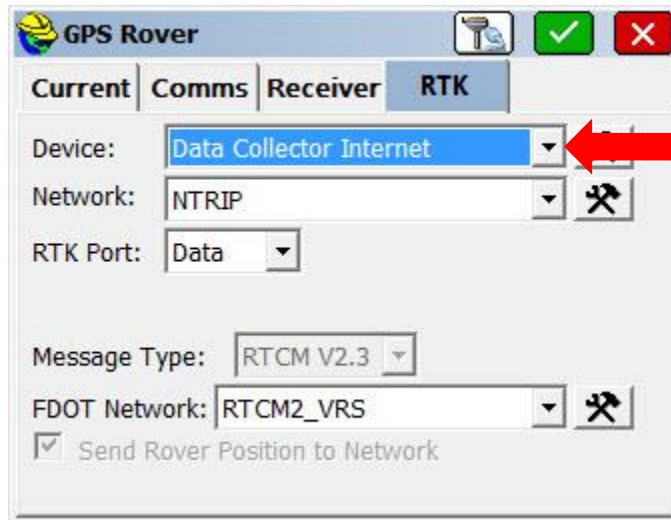 GPS Rover
Current Comms Receiver RTK
Device: Data Collector Internet
Network: NTRIP
RTK Port: Data
Message Type: RTCM V2.3
FDOT Network: RTCM2_VRS
Send Rover Position to Network